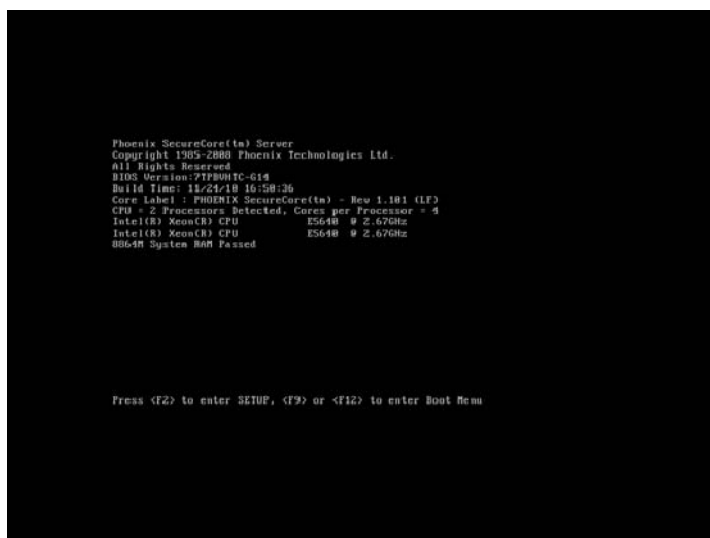 Phoenix SecureCore(tm) Server
Copyright 1985-2008 Phoenix Technologies Ltd.
All Rights Reserved
BIOS Version:7TPBVHTC-G14
Build Time: 11/24/10 16:50:36
Core Label : PHOENIX SecureCore(tm) - Rev 1.101 (LF)
CPU = 2 Processors Detected, Cores per Processor = 4
Intel(R) Xeon(R) CPU E5640 @ 2.67GHz
Intel(R) Xeon(R) CPU E5640 @ 2.67GHz
8864M System RAM Passed
Press <F2> to enter SETUP, <F9> or <F12> to enter Boot Menu